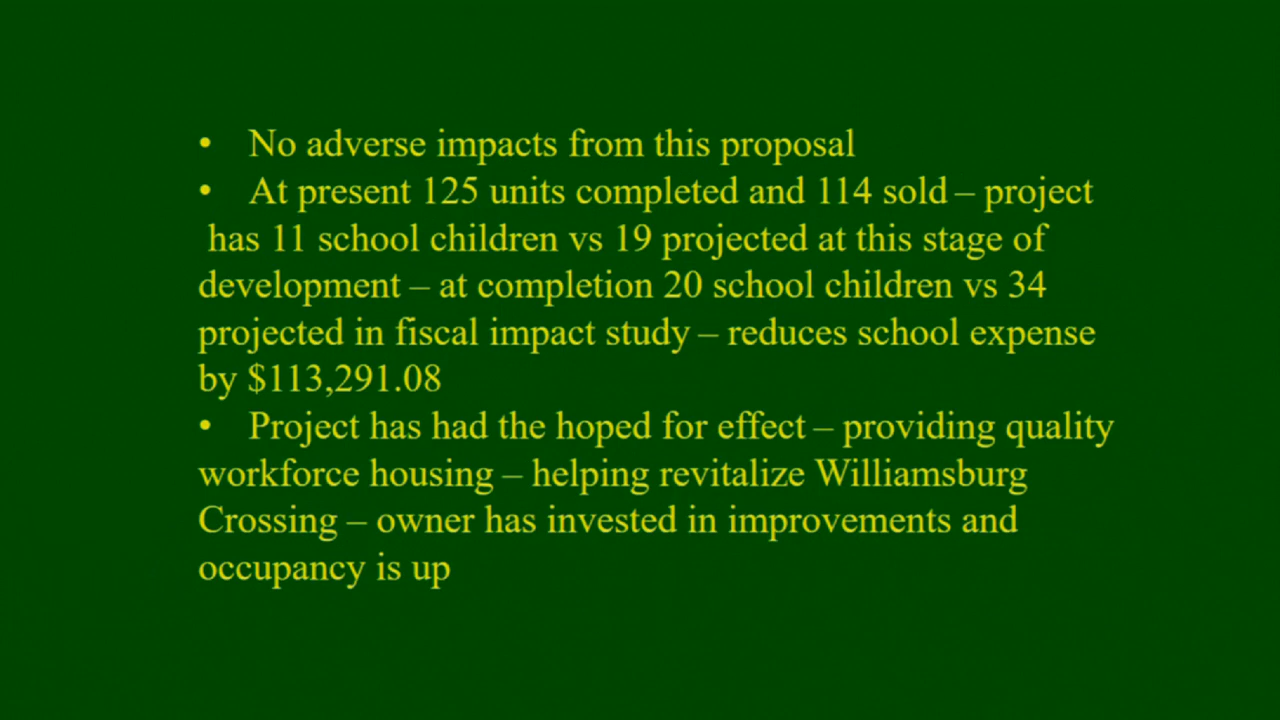 • No adverse impacts from this proposal
• At present 125 units completed and 114 sold – project
has 11 school children vs 19 projected at this stage of
development – at completion 20 school children vs 34
projected in fiscal impact study – reduces school expense
by $113,291.08
• Project has had the hoped for effect – providing quality
workforce housing – helping revitalize Williamsburg
Crossing – owner has invested in improvements and
occupancy is up